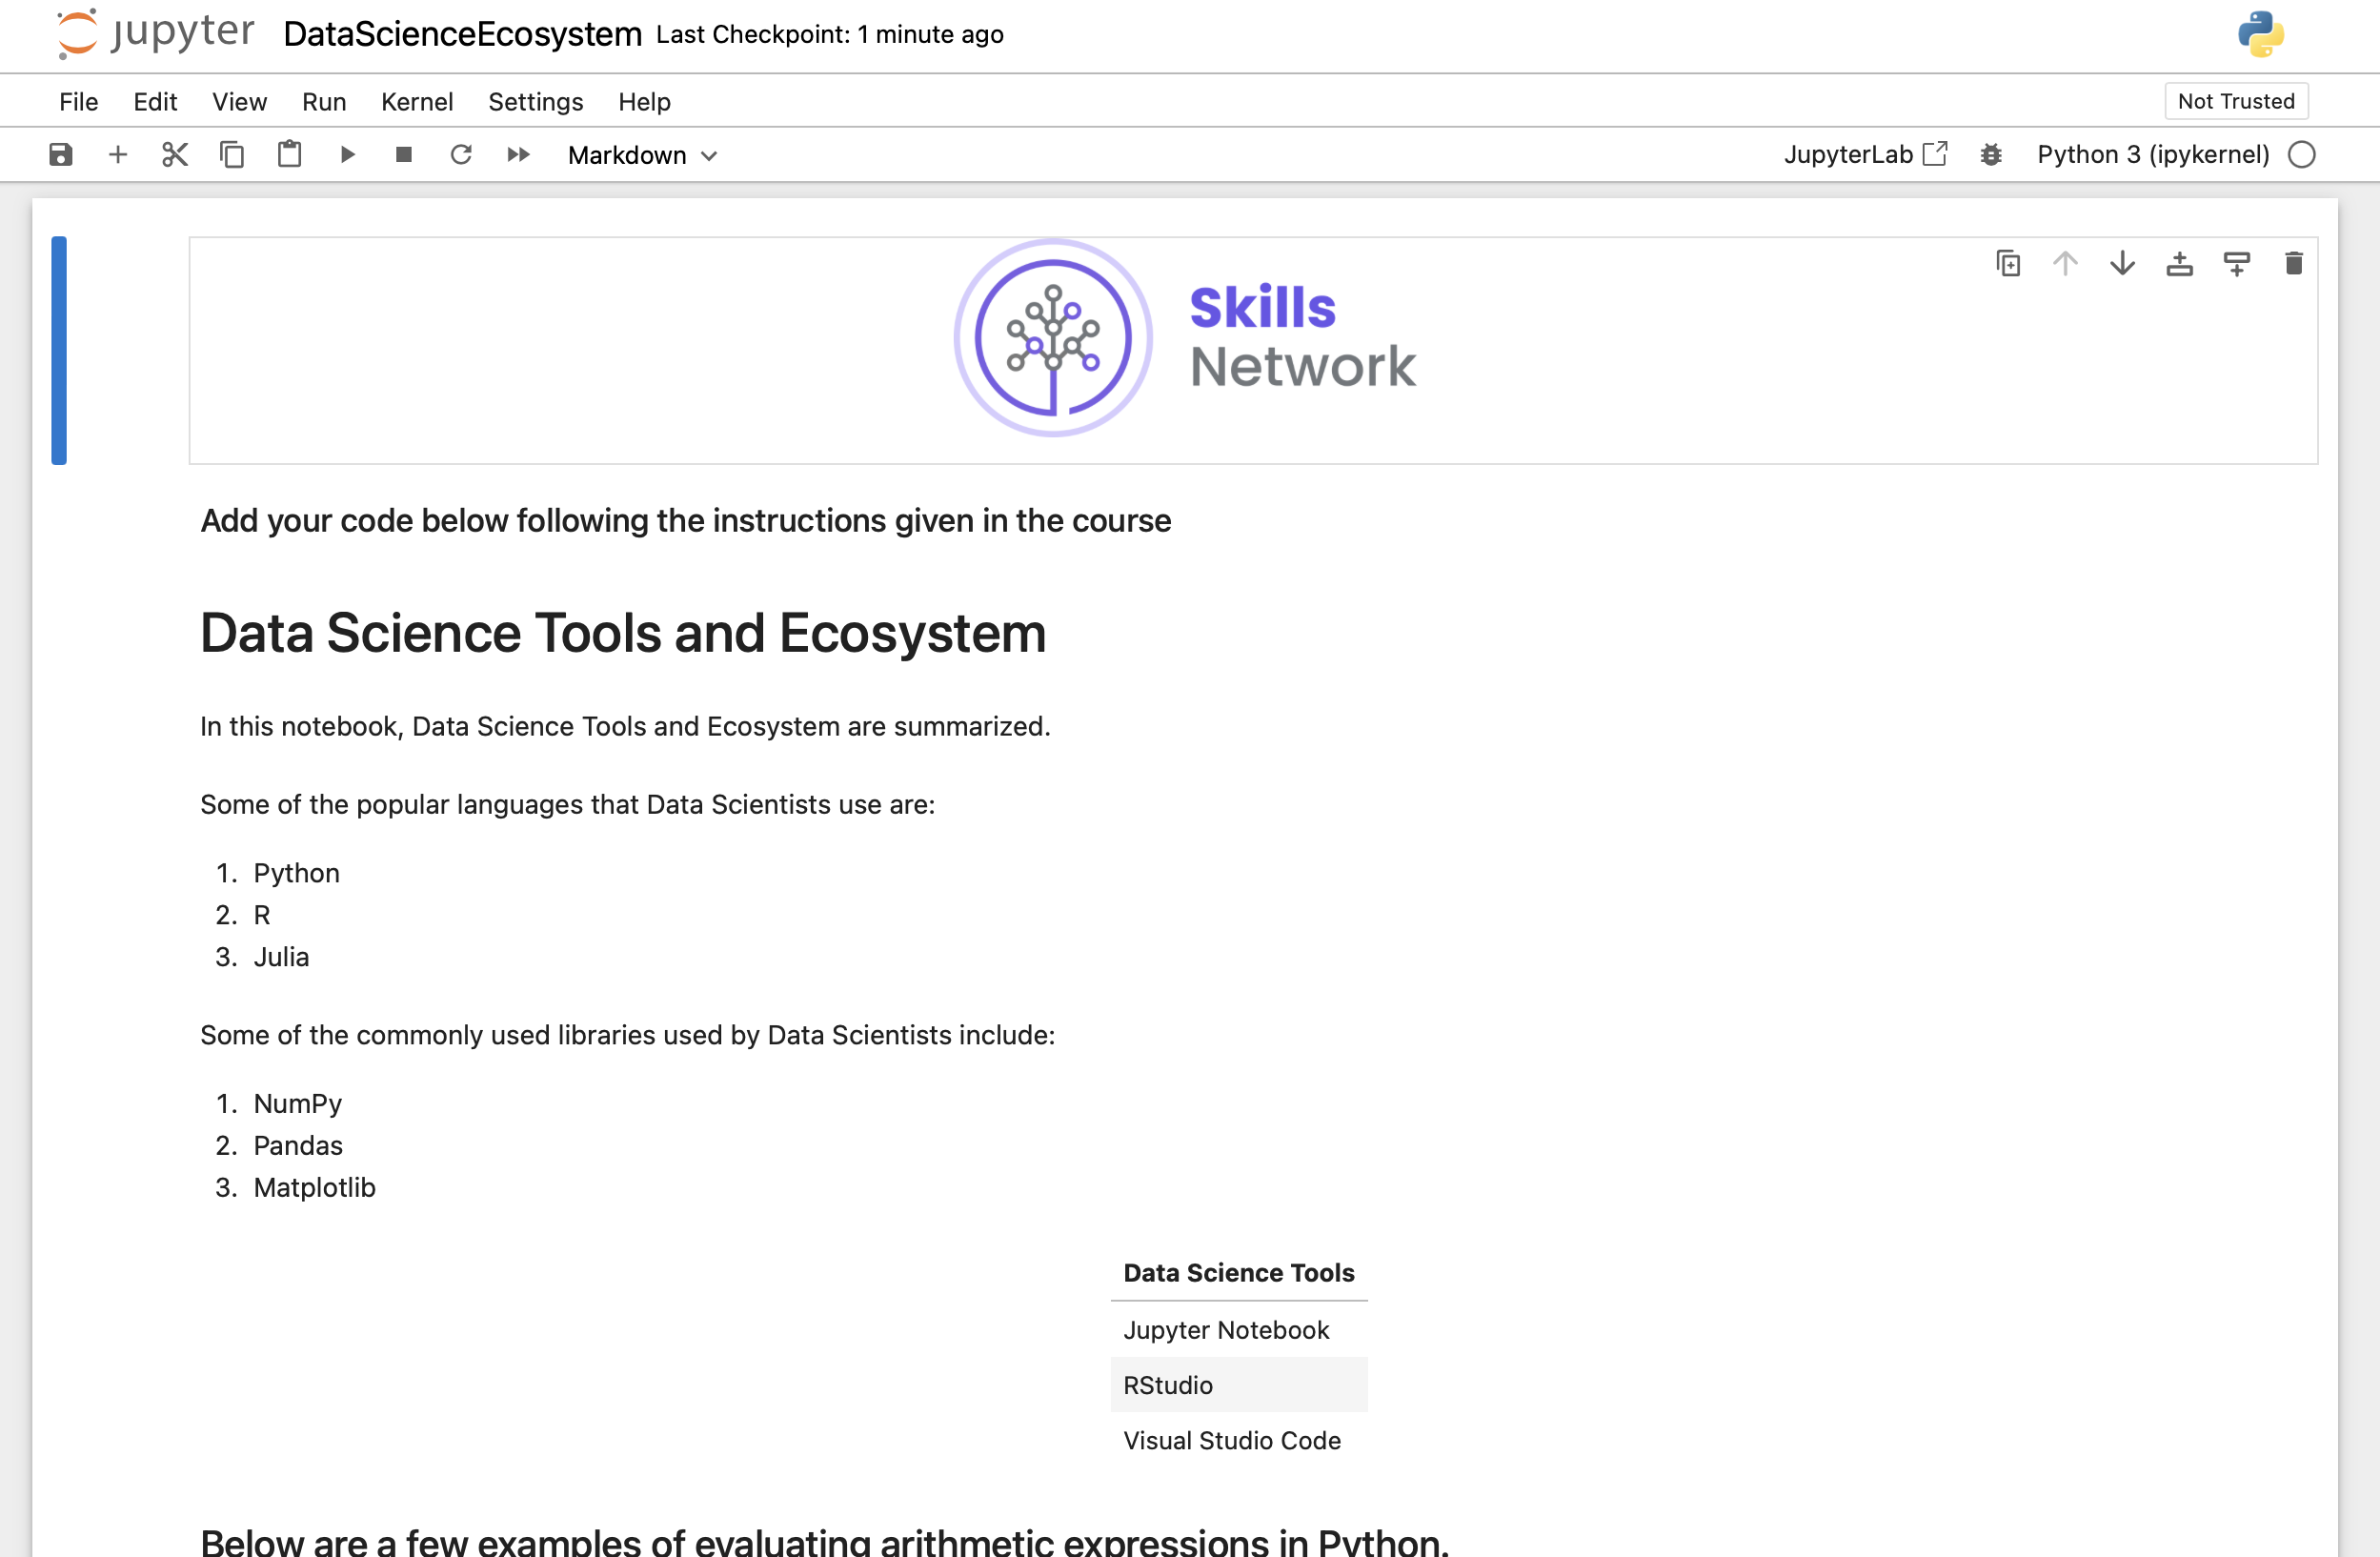 jupyter DataScienceEcosystem Last Checkpoint: 1 minute ago
File Edit View Run Kernel Settings Help Not Trusted
Markdown JupyterLab Python 3 (ipykernel)
Skills
Network
Add your code below following the instructions given in the course
Data Science Tools and Ecosystem
In this notebook, Data Science Tools and Ecosystem are summarized.
Some of the popular languages that Data Scientists use are:
1. Python
2. R
3. Julia
Some of the commonly used libraries used by Data Scientists include:
1. NumPy
2. Pandas
3. Matplotlib
Data Science Tools
Jupyter Notebook
RStudio
Visual Studio Code
Below are a few examples of evaluating arithmetic expressions in Python.